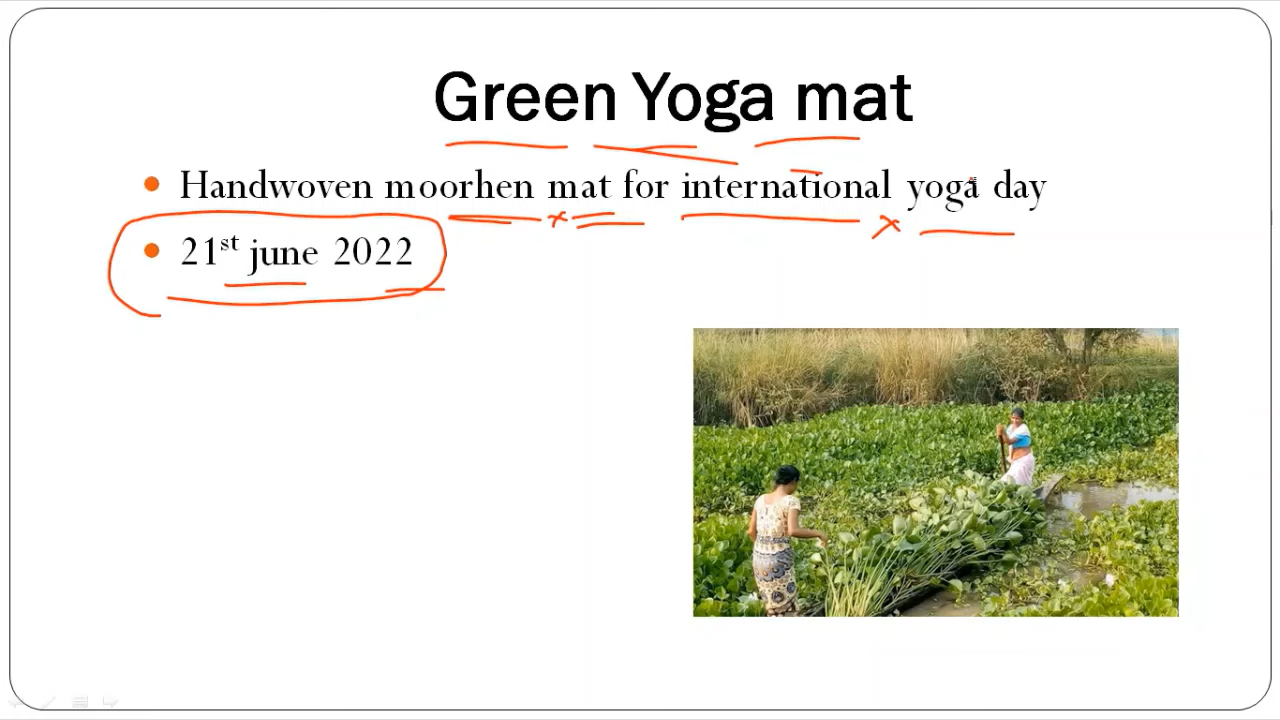 Green Yoga mat
Handwoven moorhen mat for international yoga day
21st june 2022